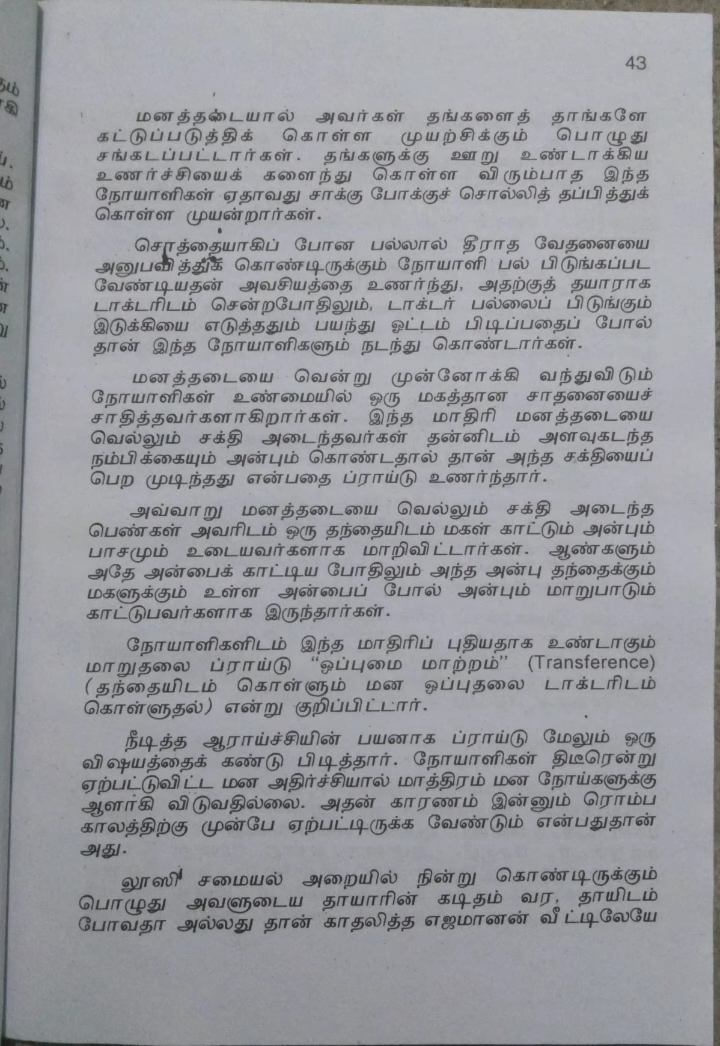 43
மனத்தடையால் அவர்கள் தங்களைத் தாங்களே
கட்டுப்படுத்திக் கொள்ள முயற்சிக்கும் பொழுது
சங்கடப்பட்டார்கள். தங்களுக்கு ஊறு உண்டாக்கிய
உணர்ச்சியைக் களைந்து கொள்ள விரும்பாத இந்த
நோயாளிகள் ஏதாவது சாக்கு போக்குச் சொல்லித் தப்பித்துக்
கொள்ள முயன்றார்கள்.
சொத்தையாகிப் போன பல்லால் தீராத வேதனையை
அனுபவித்துக் கொண்டிருக்கும் நோயாளி பல் பிடுங்கப்பட
வேண்டியதன் அவசியத்தை உணர்ந்து, அதற்குத் தயாராக
டாக்டரிடம் சென்றபோதிலும், டாக்டர் பல்லைப் பிடுங்கும்
இடுக்கியை எடுத்ததும் பயந்து ஓட்டம் பிடிப்பதைப் போல்
தான் இந்த நோயாளிகளும் நடந்து கொண்டார்கள்.
மனத்தடையை வென்று முன்னோக்கி வந்துவிடும்
நோயாளிகள் உண்மையில் ஒரு மகத்தான சாதனையைச்
சாதித்தவர்களாகிறார்கள். இந்த மாதிரி மனத்தடையை
வெல்லும் சக்தி அடைந்தவர்கள் தன்னிடம் அளவுகடந்த
நம்பிக்கையும் அன்பும் கொண்டதால் தான் அந்த சக்தியைப்
பெற முடிந்தது என்பதை ப்ராய்டு உணர்ந்தார்.
அவ்வாறு மனத்தடையை வெல்லும் சக்தி அடைந்த
பெண்கள் அவரிடம் ஒரு தந்தையிடம் மகள் காட்டும் அன்பும்
பாசமும் உடையவர்களாக மாறிவிட்டார்கள். ஆண்களும்
அதே அன்பைக் காட்டிய போதிலும் அந்த அன்பு தந்தைக்கும்
மகளுக்கும் உள்ள அன்பைப் போல் அன்பும் மாறுபாடும்
காட்டுபவர்களாக இருந்தார்கள்.
நோயாளிகளிடம் இந்த மாதிரிப் புதியதாக உண்டாகும்
மாறுதலை ப்ராய்டு “ஒப்புமை மாற்றம்” (Transference)
(தந்தையிடம் கொள்ளும் மன ஒப்புதலை டாக்டரிடம்
கொள்ளுதல்) என்று குறிப்பிட்டார்.
நீடித்த ஆராய்ச்சியின் பயனாக ப்ராய்டு மேலும் ஒரு
விஷயத்தைக் கண்டு பிடித்தார். நோயாளிகள் திடீரென்று
ஏற்பட்டுவிட்ட மன அதிர்ச்சியால் மாத்திரம் மன நோய்களுக்கு
ஆளாகி விடுவதில்லை. அதன் காரணம் இன்னும் ரொம்ப
காலத்திற்கு முன்பே ஏற்பட்டிருக்க வேண்டும் என்பதுதான்
அது.
லூஸி சமையல் அறையில் நின்று கொண்டிருக்கும்
பொழுது அவளுடைய தாயாரின் கடிதம் வர, தாயிடம்
போவதா அல்லது தான் காதலித்த எஜமானன் வீட்டிலேயே